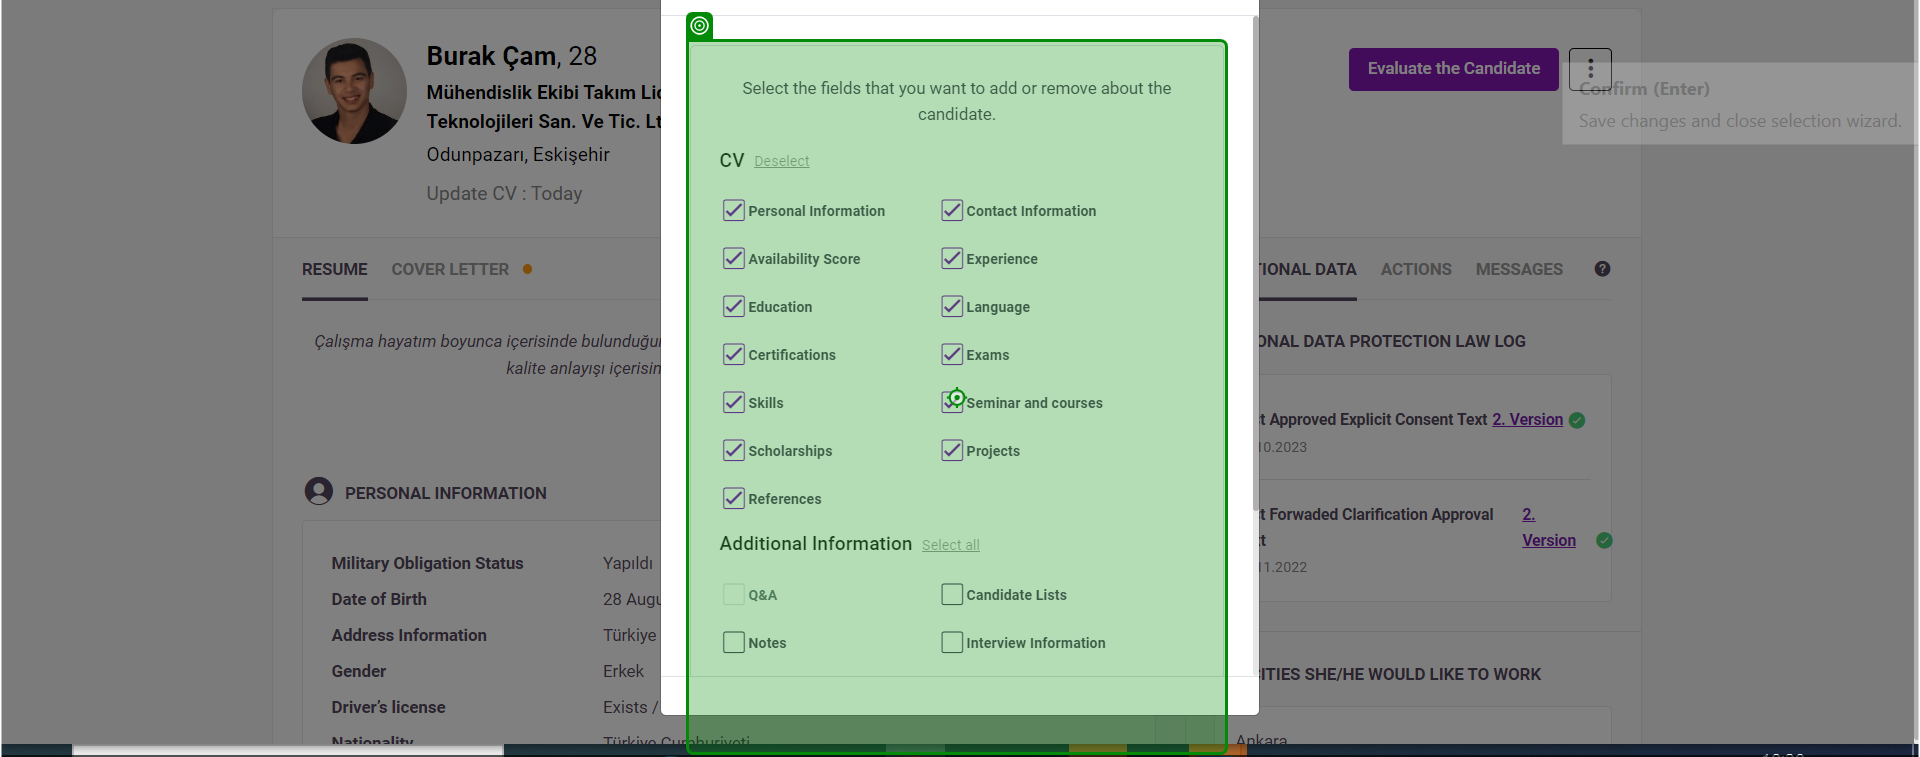 Burak Çam, 28
Mühendislik Ekibi Takım Lic
Teknolojileri San. Ve Tic. Lt
Odunpazarı, Eskişehir
Update CV : Today
Evaluate the Candidate
Confirm (Enter)
Save changes and close selection wizard.
RESUME
COVER LETTER
IONAL DATA
ACTIONS
MESSAGES
?
Çalışma hayatım boyunca içerisinde bulunduğu
kalite anlayışı içerisin
PERSONAL INFORMATION
Military Obligation Status Yapıldı
Date of Birth 28 Augu
Address Information Türkiye
Gender Erkek
Driver's license Exists /
Nationality Türkiye Cumhuriyeti
Select the fields that you want to add or remove about the
candidate.
CV Deselect
Personal Information
Contact Information
Availability Score
Experience
Education
Language
Certifications
Exams
Skills
Seminar and courses
Scholarships
Projects
References
Additional Information Select all
Q&A
Candidate Lists
Notes
Interview Information
ONAL DATA PROTECTION LAW LOG
t Approved Explicit Consent Text 2. Version
10.2023
t Forwaded Clarification Approval 2.
t Version
11.2022
ITIES SHE/HE WOULD LIKE TO WORK
Ankara